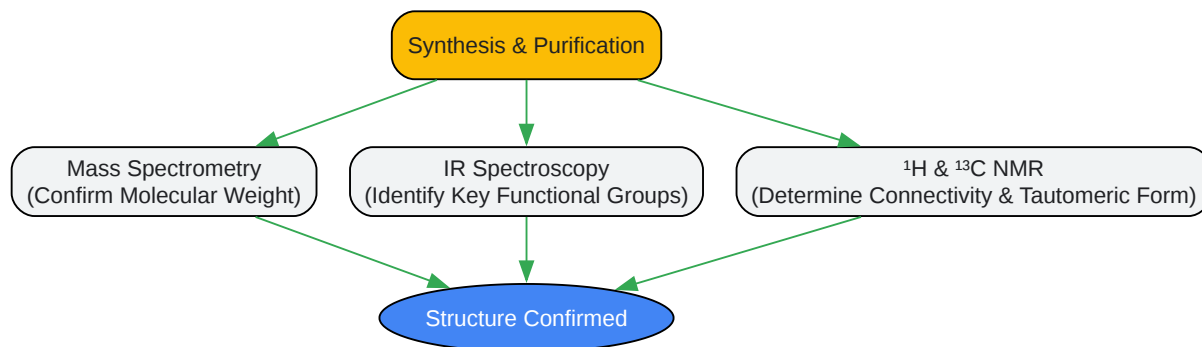 Synthesis & Purification
Mass Spectrometry
(Confirm Molecular Weight)
IR Spectroscopy
(Identify Key Functional Groups)
¹H & ¹³C NMR
(Determine Connectivity & Tautomeric Form)
Structure Confirmed